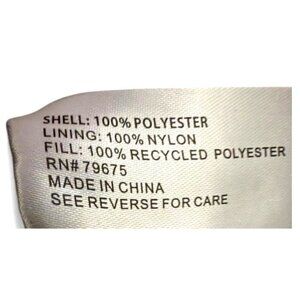 SHELL: 100% POLYESTER
LINING: 100% NYLON
FILL: 100% RECYCLED POLYESTER
RN# 79675
MADE IN CHINA
SEE REVERSE FOR CARE